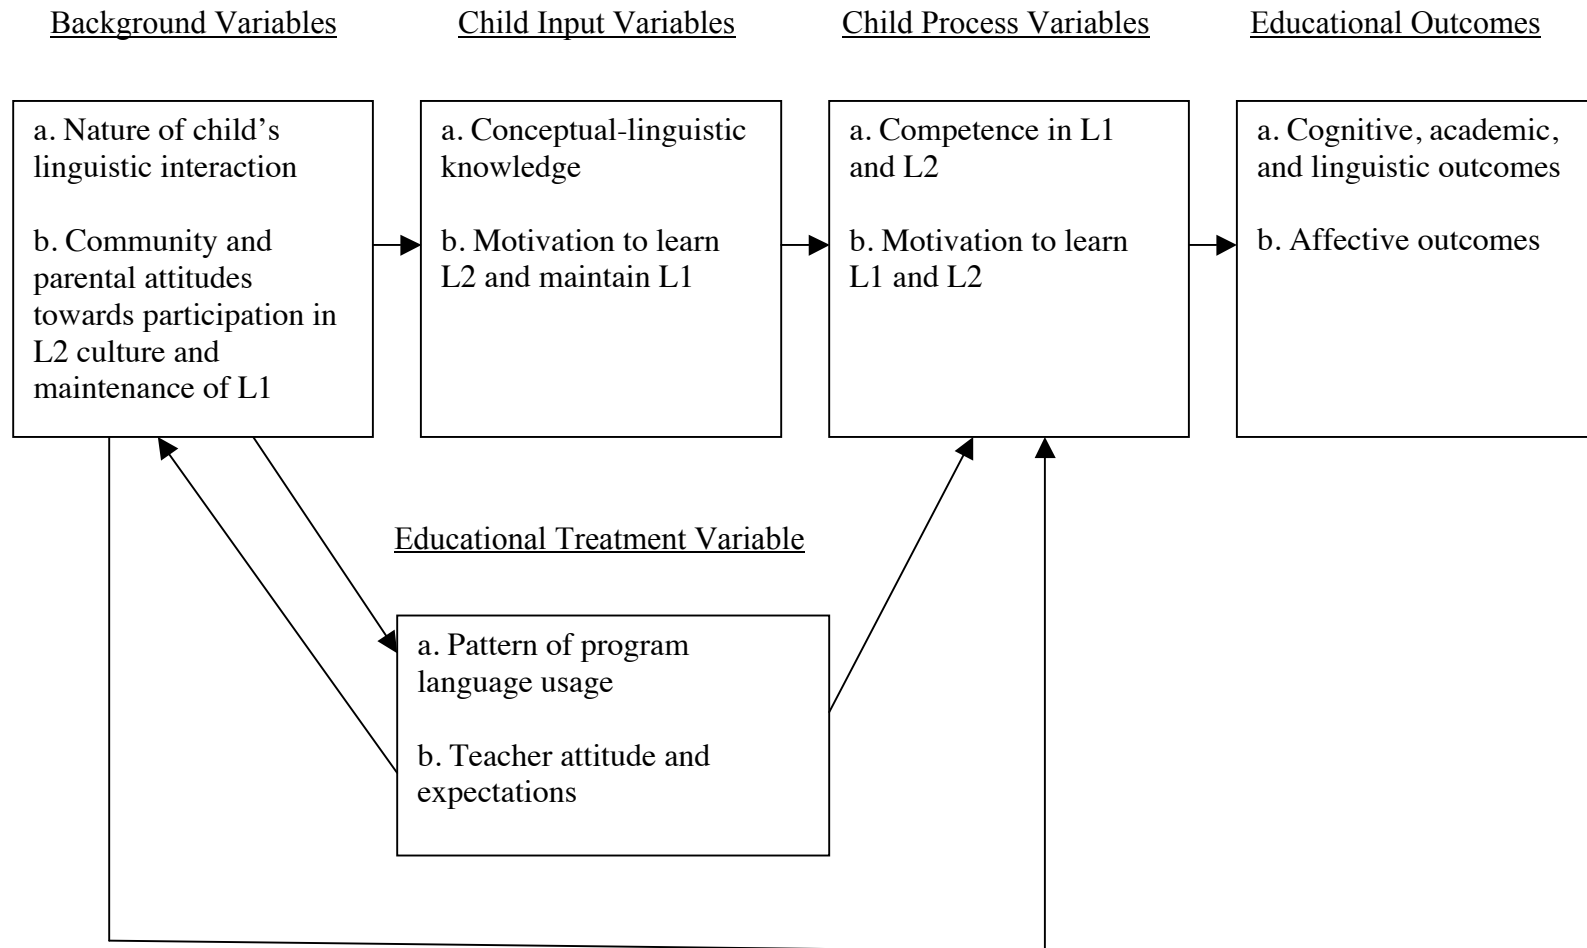 Background Variables
Child Input Variables
Child Process Variables
Educational Outcomes
a. Nature of child’s
linguistic interaction
b. Community and
parental attitudes
towards participation in
L2 culture and
maintenance of L1
a. Conceptual-linguistic
knowledge
b. Motivation to learn
L2 and maintain L1
a. Competence in L1
and L2
b. Motivation to learn
L1 and L2
a. Cognitive, academic,
and linguistic outcomes
b. Affective outcomes
Educational Treatment Variable
a. Pattern of program
language usage
b. Teacher attitude and
expectations